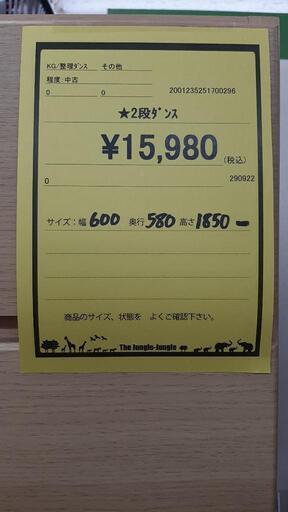 KG/整理ダンス　その他
程度:中古
0　0　2001235251700296
★2段ダンス
¥15,980(税込)
0　290922
サイズ:幅 600 奥行 580 高さ 1850
商品のサイズ、状態を　よくご確認下さい。
The Jungle-Jungle